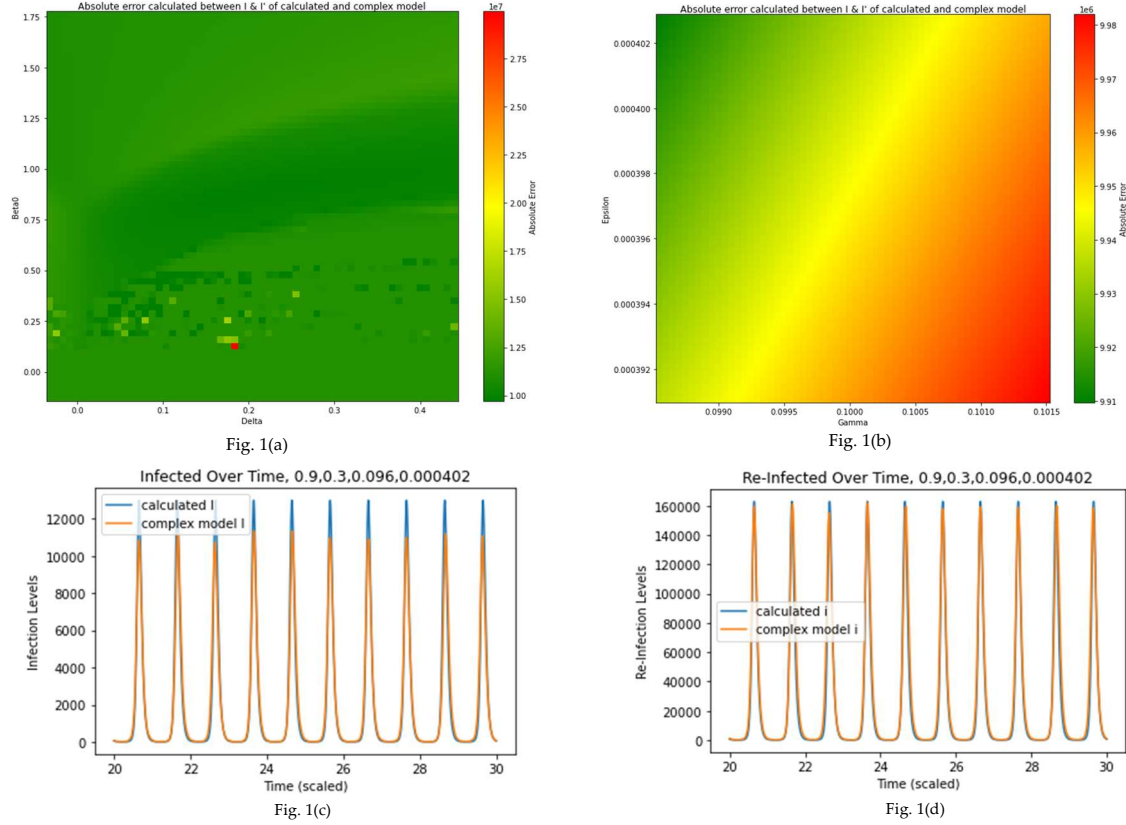 Absolute error calculated between I & I' of calculated and complex model
1e7
1.75
1.50
1.25
1.00
0.75
0.50
0.25
0.00
Beta0
0.0
0.1
0.2
0.3
0.4
Delta
2.75
2.50
2.25
2.00
1.75
1.50
1.25
1.00
Absolute Error
Fig. 1(a)
Absolute error calculated between I & I' of calculated and complex model
1e6
0.000402
0.000400
0.000398
0.000396
0.000394
0.000392
Epsilon
0.0990
0.0995
0.1000
0.1005
0.1010
0.1015
Gamma
9.98
9.97
9.96
9.95
9.94
9.93
9.92
9.91
Absolute Error
Fig. 1(b)
Infected Over Time, 0.9,0.3,0.096,0.000402
calculated I
complex model I
12000
10000
8000
6000
4000
2000
0
Infection Levels
20
22
24
26
28
30
Time (scaled)
Fig. 1(c)
Re-Infected Over Time, 0.9,0.3,0.096,0.000402
160000
140000
120000
100000
80000
60000
40000
20000
0
Re-Infection Levels
calculated i
complex model i
20
22
24
26
28
30
Time (scaled)
Fig. 1(d)